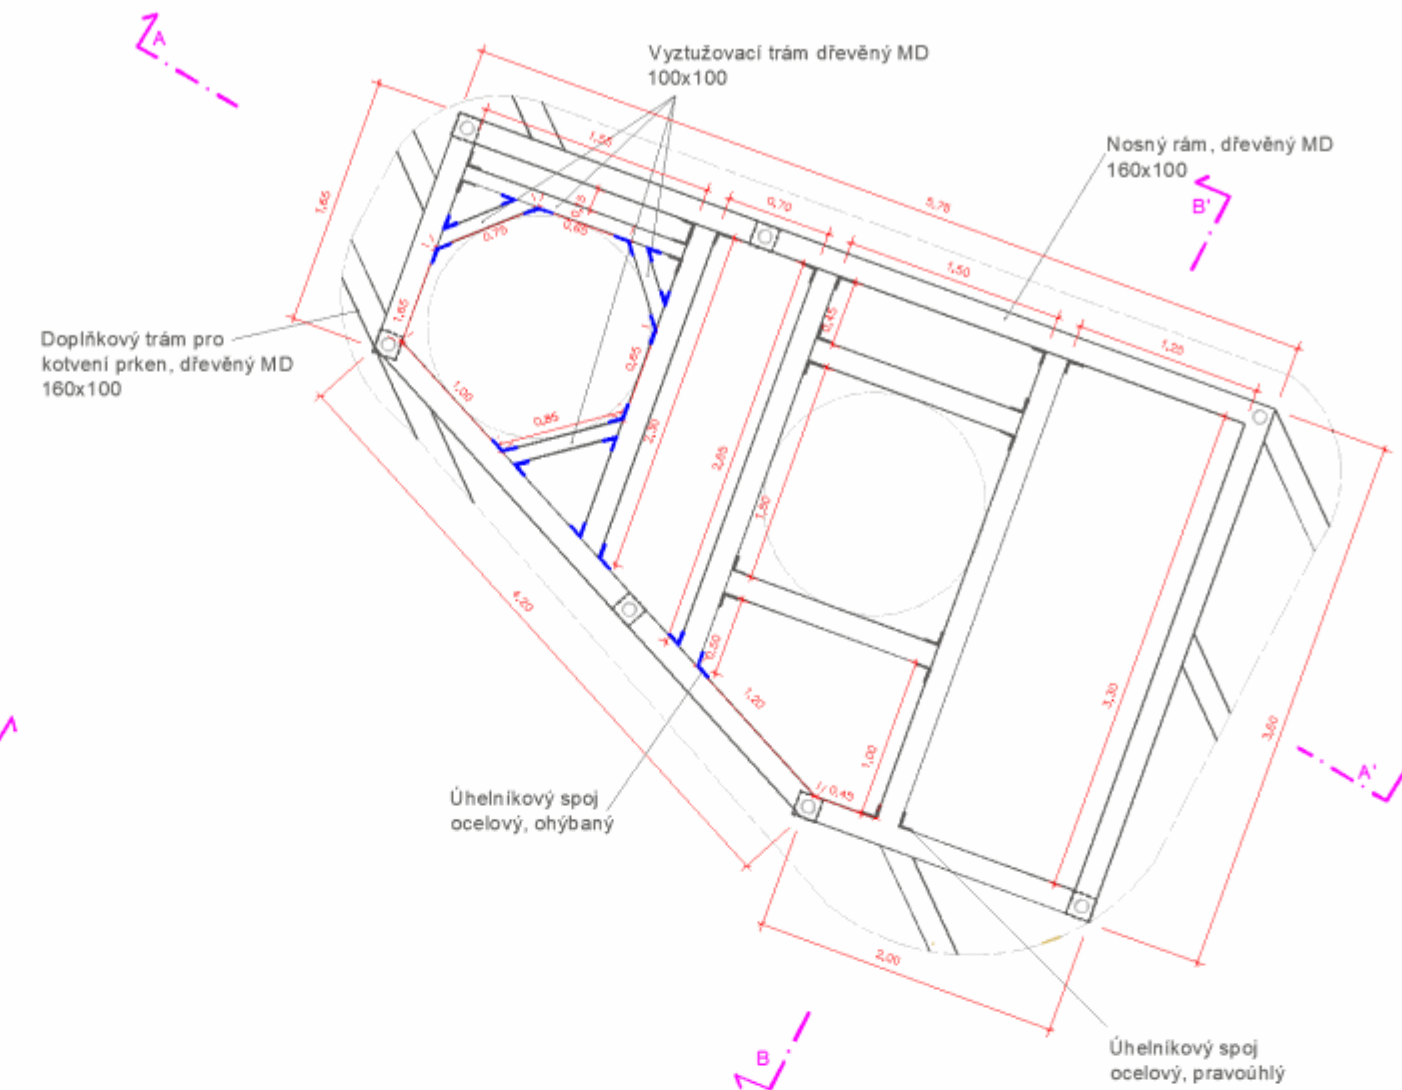 A
Vyztužovací trám dřevěný MD
100x100
Nosný rám, dřevěný MD
160x100
B'
1,55
0,70
5,75
1,65
0,75
1,50
1,25
1,65
0,45
Doplňkový trám pro
kotvení prken, dřevěný MD
160x100
1,00
0,65
0,85
2,30
2,65
1,60
4,20
0,50
1,20
3,30
3,60
1,00
0,45
A'
Úhelníkový spoj
ocelový, ohýbaný
2,00
B
Úhelníkový spoj
ocelový, pravoúhlý